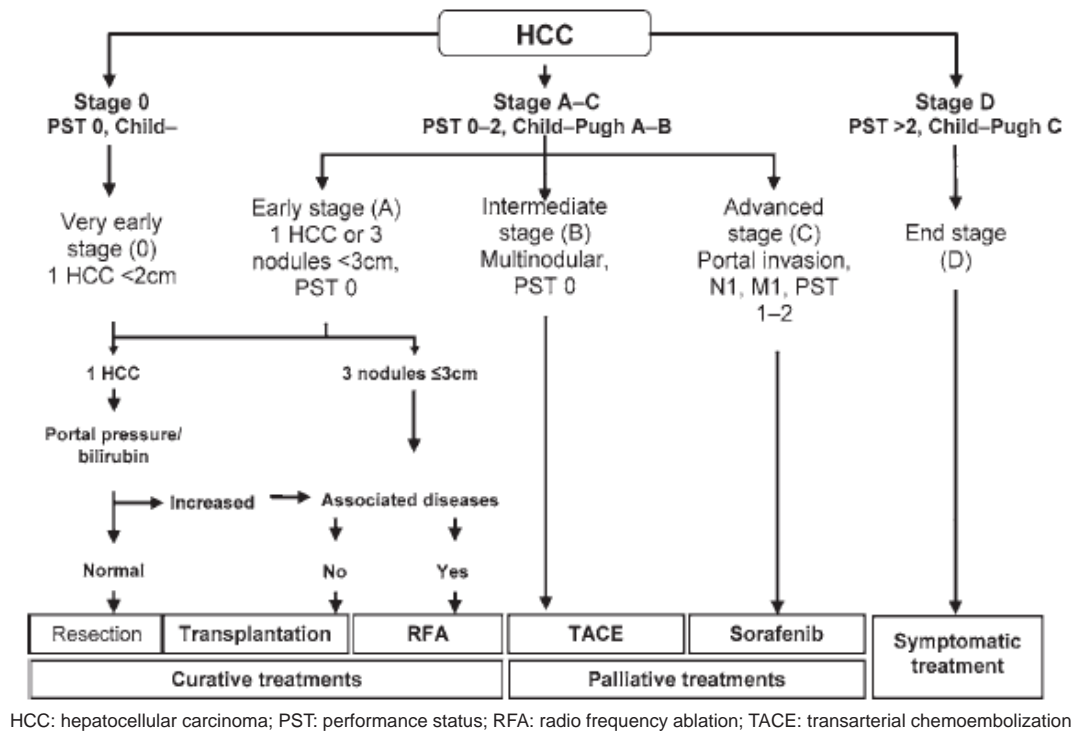 HCC
Stage 0
PST 0, Child–
Stage A–C
PST 0–2, Child–Pugh A–B
Stage D
PST >2, Child–Pugh C
Very early
stage (0)
1 HCC <2cm
Early stage (A)
1 HCC or 3
nodules <3cm,
PST 0
Intermediate
stage (B)
Multinodular,
PST 0
Advanced
stage (C)
Portal invasion,
N1, M1, PST
1–2
End stage
(D)
1 HCC
3 nodules ≤3cm
Portal pressure/
bilirubin
Increased
Associated diseases
Normal
No
Yes
Resection
Transplantation
RFA
TACE
Sorafenib
Symptomatic
treatment
Curative treatments
Palliative treatments
HCC: hepatocellular carcinoma; PST: performance status; RFA: radio frequency ablation; TACE: transarterial chemoembolization